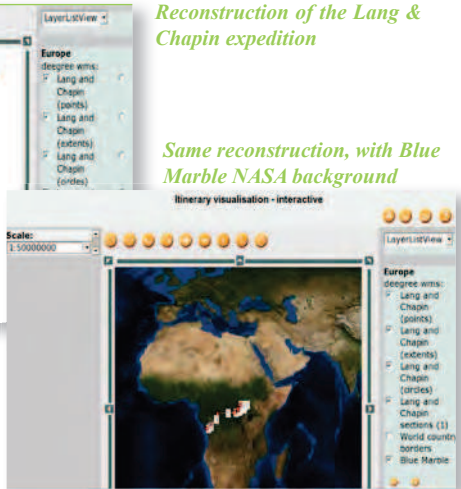 LayerListView
Reconstruction of the Lang &
Chapin expedition
Europe
deegree wms:
Lang and
Chapin
(points)
Lang and
Chapin
(extents)
Lang and
Chapin
(circles)
Same reconstruction, with Blue
Marble NASA background
Itinerary visualisation - interactive
Scale:
1:50000000
LayerListView
Europe
deegree wms:
Lang and
Chapin
(points)
Lang and
Chapin
(extents)
Lang and
Chapin
(circles)
Lang and
Chapin
sections (1)
World countr
borders
Blue Marble